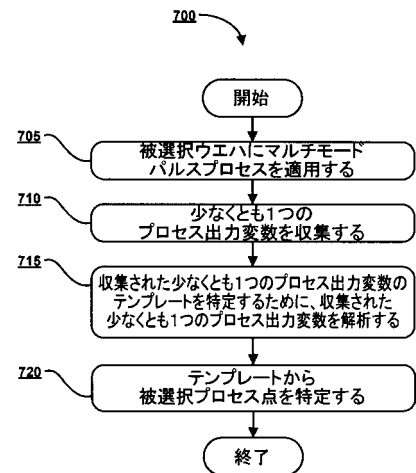 700
開始
705
被選択ウエハにマルチモード
パルスプロセスを適用する
710
少なくとも1つの
プロセス出力変数を収集する
715
収集された少なくとも1つのプロセス出力変数の
テンプレートを特定するために、収集された
少なくとも1つのプロセス出力変数を解析する
720
テンプレートから
被選択プロセス点を特定する
終了